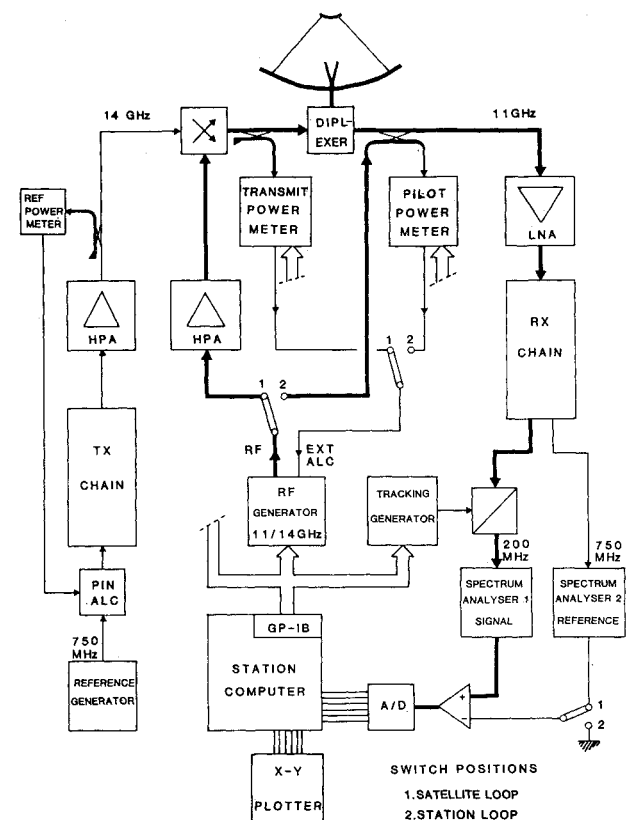 14 GHz
DIPL-
EXER
11GHz
REF
POWER
METER
TRANSMIT
POWER
METER
PILOT
POWER
METER
LNA
HPA
HPA
RX
CHAIN
1
2
1
2
RF
EXT
ALC
TX
CHAIN
RF
GENERATOR
11/14GHz
TRACKING
GENERATOR
200
MHz
750
MHz
PIN
ALC
SPECTRUM
ANALYSER 1
SIGNAL
SPECTRUM
ANALYSER 2
REFERENCE
GP-IB
750
MHz
STATION
COMPUTER
REFERENCE
GENERATOR
A/D
+
−
1
2
X-Y
PLOTTER
SWITCH POSITIONS
1.SATELLITE LOOP
2.STATION LOOP